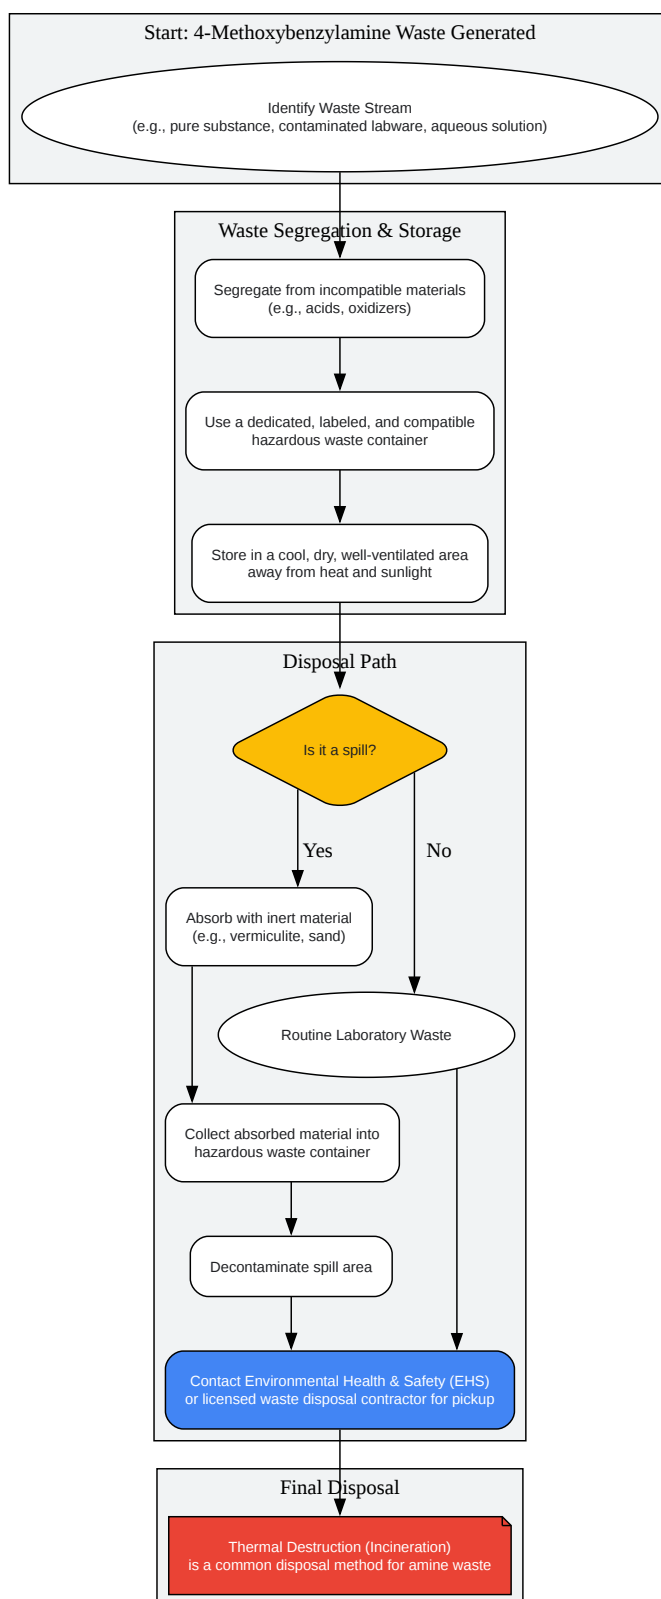 Start: 4-Methoxybenzylamine Waste Generated
Identify Waste Stream
(e.g., pure substance, contaminated labware, aqueous solution)
Waste Segregation & Storage
Segregate from incompatible materials
(e.g., acids, oxidizers)
Use a dedicated, labeled, and compatible
hazardous waste container
Store in a cool, dry, well-ventilated area
away from heat and sunlight
Disposal Path
Is it a spill?
Yes
No
Absorb with inert material
(e.g., vermiculite, sand)
Routine Laboratory Waste
Collect absorbed material into
hazardous waste container
Decontaminate spill area
Contact Environmental Health & Safety (EHS)
or licensed waste disposal contractor for pickup
Final Disposal
Thermal Destruction (Incineration)
is a common disposal method for amine waste